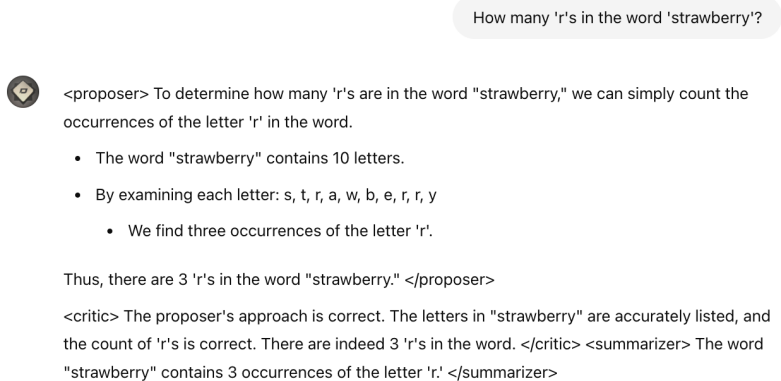 How many 'r's in the word 'strawberry'?
<proposer> To determine how many 'r's are in the word "strawberry," we can simply count the
occurrences of the letter 'r' in the word.
• The word "strawberry" contains 10 letters.
• By examining each letter: s, t, r, a, w, b, e, r, r, y
• We find three occurrences of the letter 'r'.
Thus, there are 3 'r's in the word "strawberry." </proposer>
<critic> The proposer's approach is correct. The letters in "strawberry" are accurately listed, and
the count of 'r's is correct. There are indeed 3 'r's in the word. </critic> <summarizer> The word
"strawberry" contains 3 occurrences of the letter 'r.' </summarizer>